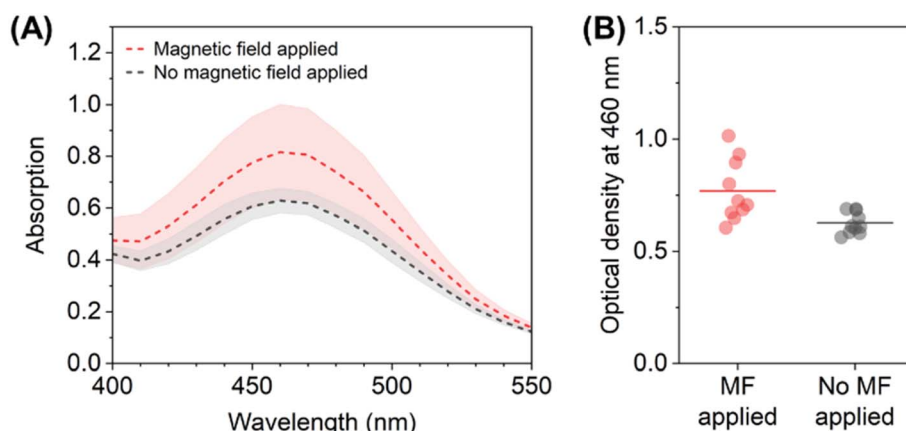 (A)
1.2
1.0
0.8
0.6
0.4
0.2
0.0
Absorption
Magnetic field applied
No magnetic field applied
400
450
500
550
Wavelength (nm)
(B)
1.5
1.0
0.5
0.0
Optical density at 460 nm
MF
applied
No MF
applied